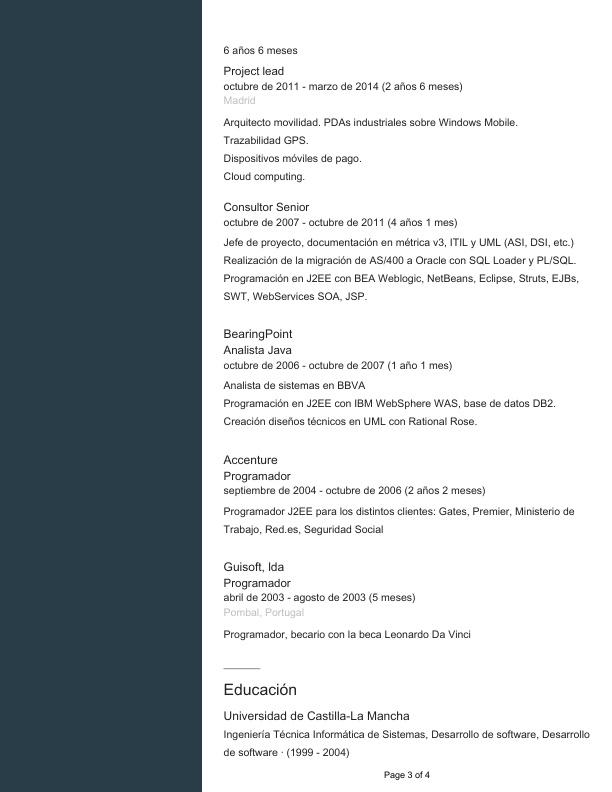 6 años 6 meses
Project lead
octubre de 2011 - marzo de 2014 (2 años 6 meses)
Madrid
Arquitecto movilidad. PDAs industriales sobre Windows Mobile.
Trazabilidad GPS.
Dispositivos móviles de pago.
Cloud computing.
Consultor Senior
octubre de 2007 - octubre de 2011 (4 años 1 mes)
Jefe de proyecto, documentación en métrica v3, ITIL y UML (ASI, DSI, etc.)
Realización de la migración de AS/400 a Oracle con SQL Loader y PL/SQL.
Programación en J2EE con BEA Weblogic, NetBeans, Eclipse, Struts, EJBs,
SWT, WebServices SOA, JSP.
BearingPoint
Analista Java
octubre de 2006 - octubre de 2007 (1 año 1 mes)
Analista de sistemas en BBVA
Programación en J2EE con IBM WebSphere WAS, base de datos DB2.
Creación diseños técnicos en UML con Rational Rose.
Accenture
Programador
septiembre de 2004 - octubre de 2006 (2 años 2 meses)
Programador J2EE para los distintos clientes: Gates, Premier, Ministerio de
Trabajo, Red.es, Seguridad Social
Guisoft, lda
Programador
abril de 2003 - agosto de 2003 (5 meses)
Pombal, Portugal
Programador, becario con la beca Leonardo Da Vinci
Educación
Universidad de Castilla-La Mancha
Ingeniería Técnica Informática de Sistemas, Desarrollo de software, Desarrollo
de software · (1999 - 2004)
Page 3 of 4